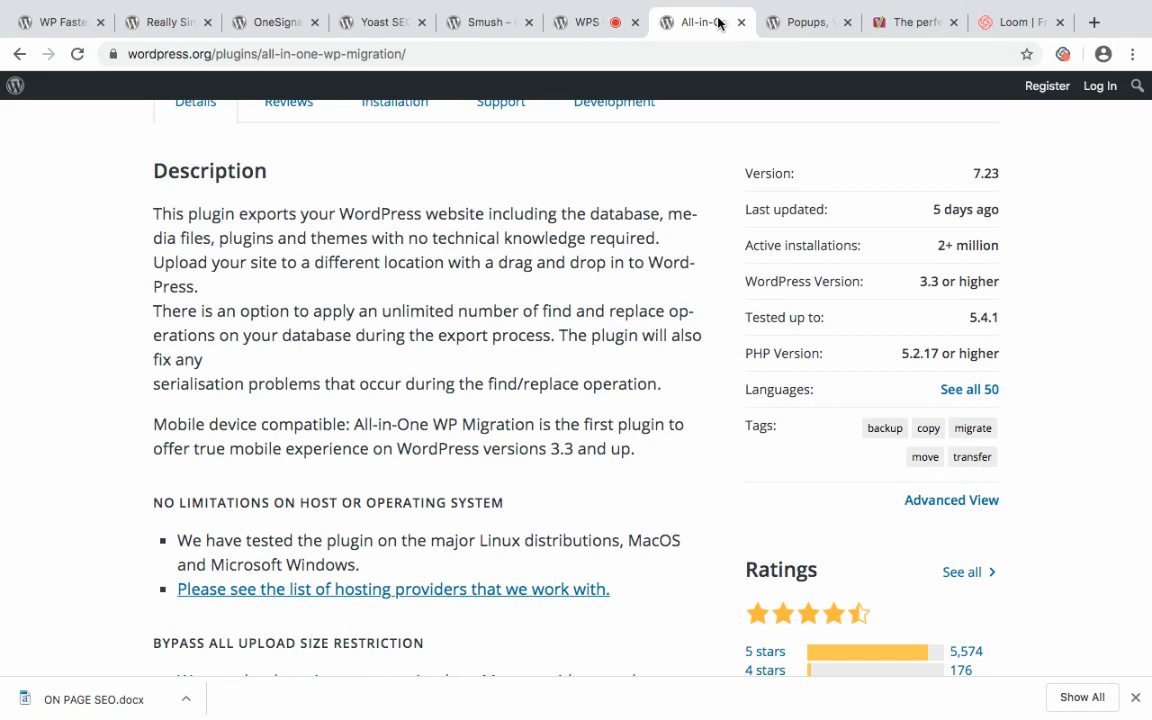 WP Faste
Really Sim
OneSigna
Yoast SEO
Smush –
WPS
All-in-O
Popups,
The perfe
Loom | Fr
wordpress.org/plugins/all-in-one-wp-migration/
Register Log In
Details Reviews Installation Support Development
Description
This plugin exports your WordPress website including the database, me-
dia files, plugins and themes with no technical knowledge required.
Upload your site to a different location with a drag and drop in to Word-
Press.
There is an option to apply an unlimited number of find and replace op-
erations on your database during the export process. The plugin will also
fix any
serialisation problems that occur during the find/replace operation.
Mobile device compatible: All-in-One WP Migration is the first plugin to
offer true mobile experience on WordPress versions 3.3 and up.
NO LIMITATIONS ON HOST OR OPERATING SYSTEM
We have tested the plugin on the major Linux distributions, MacOS
and Microsoft Windows.
Please see the list of hosting providers that we work with.
BYPASS ALL UPLOAD SIZE RESTRICTION
Version: 7.23
Last updated: 5 days ago
Active installations: 2+ million
WordPress Version: 3.3 or higher
Tested up to: 5.4.1
PHP Version: 5.2.17 or higher
Languages: See all 50
Tags: backup copy migrate
move transfer
Advanced View
Ratings See all
5 stars 5,574
4 stars 176
ON PAGE SEO.docx
Show All